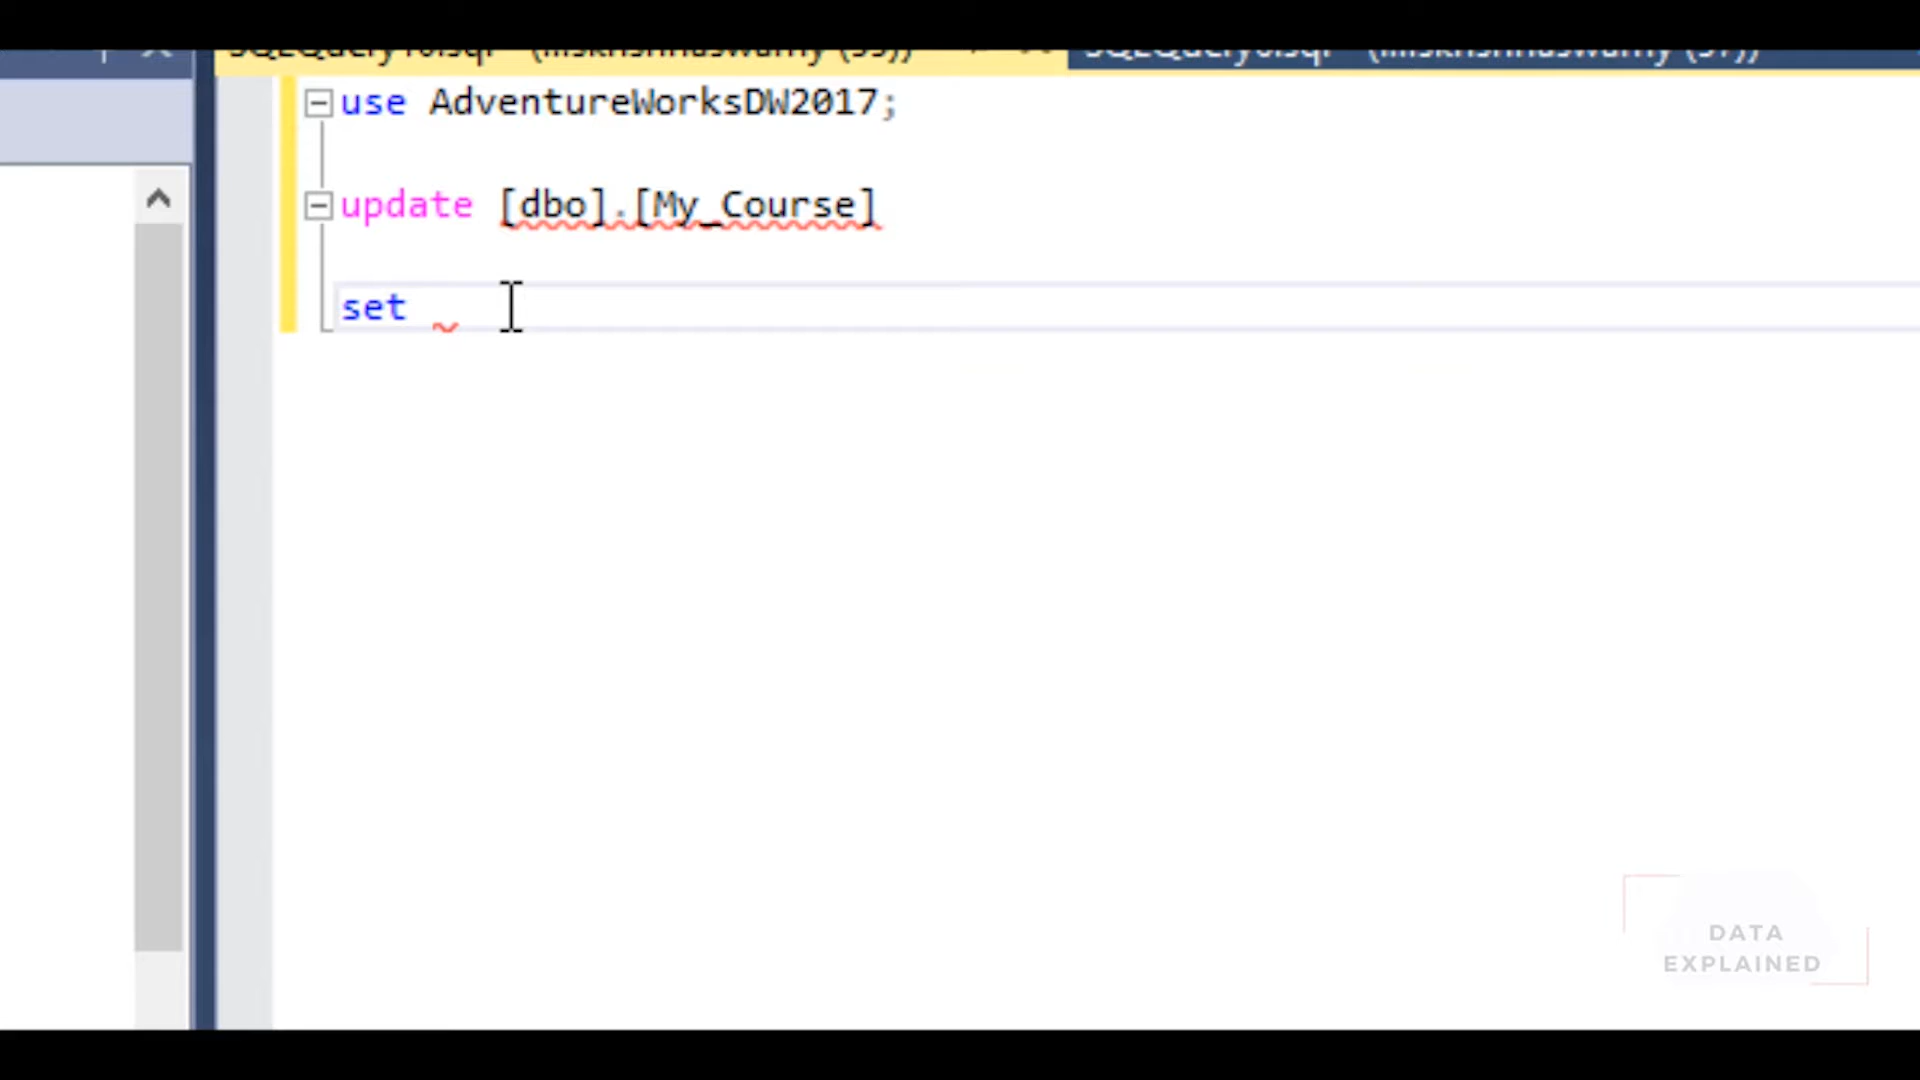 use AdventureWorksDW2017;
update [dbo].[My_Course]
set
DATA
EXPLAINED